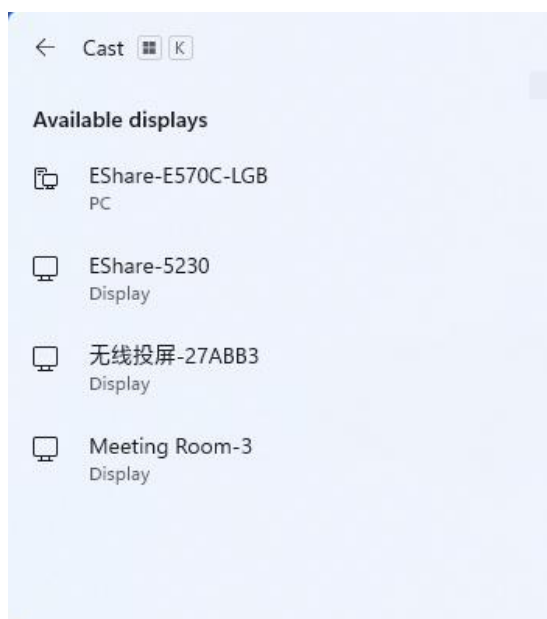 Cast K
Available displays
EShare-E570C-LGB
PC
EShare-5230
Display
无线投屏-27ABB3
Display
Meeting Room-3
Display